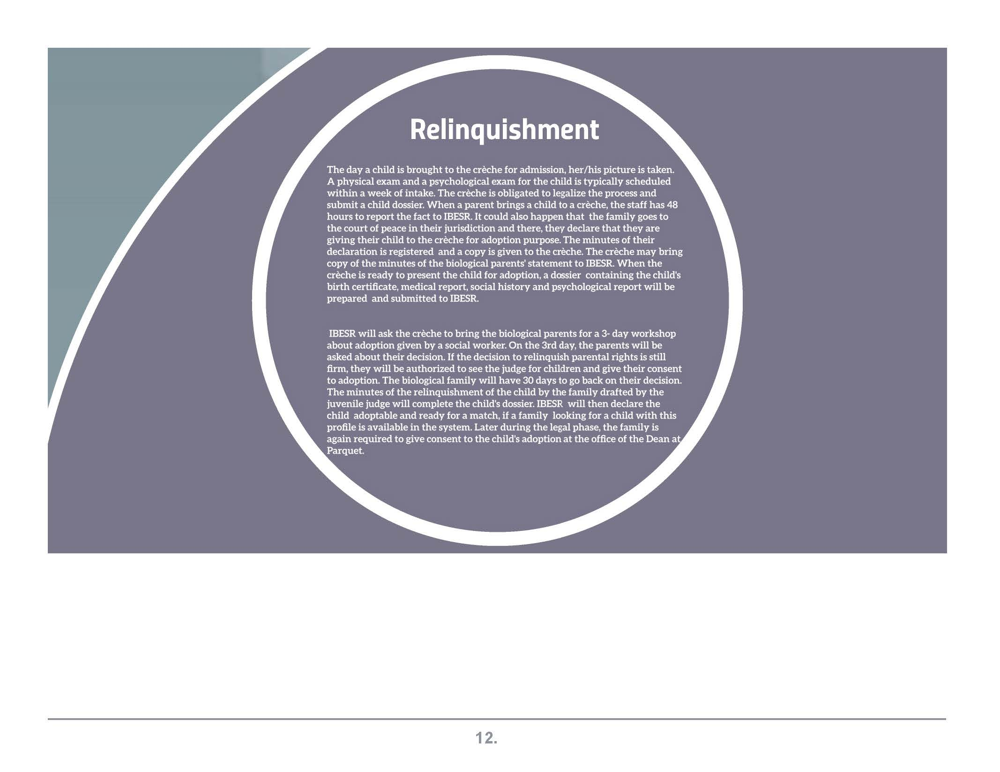 Relinquishment
The day a child is brought to the crèche for admission, her/his picture is taken.
A physical exam and a psychological exam for the child is typically scheduled
within a week of intake. The crèche is obligated to legalize the process and
submit a child dossier. When a parent brings a child to a crèche, the staff has 48
hours to report the fact to IBESR. It could also happen that  the family goes to
the court of peace in their jurisdiction and there, they declare that they are
giving their child to the crèche for adoption purpose. The minutes of their
declaration is registered  and a copy is given to the crèche. The crèche may bring
copy of the minutes of the biological parents' statement to IBESR. When the
crèche is ready to present the child for adoption, a dossier  containing the child's
birth certificate, medical report, social history and psychological report will be
prepared  and submitted to IBESR.
IBESR will ask the crèche to bring the biological parents for a 3- day workshop
about adoption given by a social worker. On the 3rd day, the parents will be
asked about their decision. If the decision to relinquish parental rights is still
firm, they will be authorized to see the judge for children and give their consent
to adoption. The biological family will have 30 days to go back on their decision.
The minutes of the relinquishment of the child by the family drafted by the
juvenile judge will complete the child's dossier. IBESR  will then declare the
child  adoptable and ready for a match, if a family  looking for a child with this
profile is available in the system. Later during the legal phase, the family is
again required to give consent to the child's adoption at the office of the Dean at
Parquet.
12.